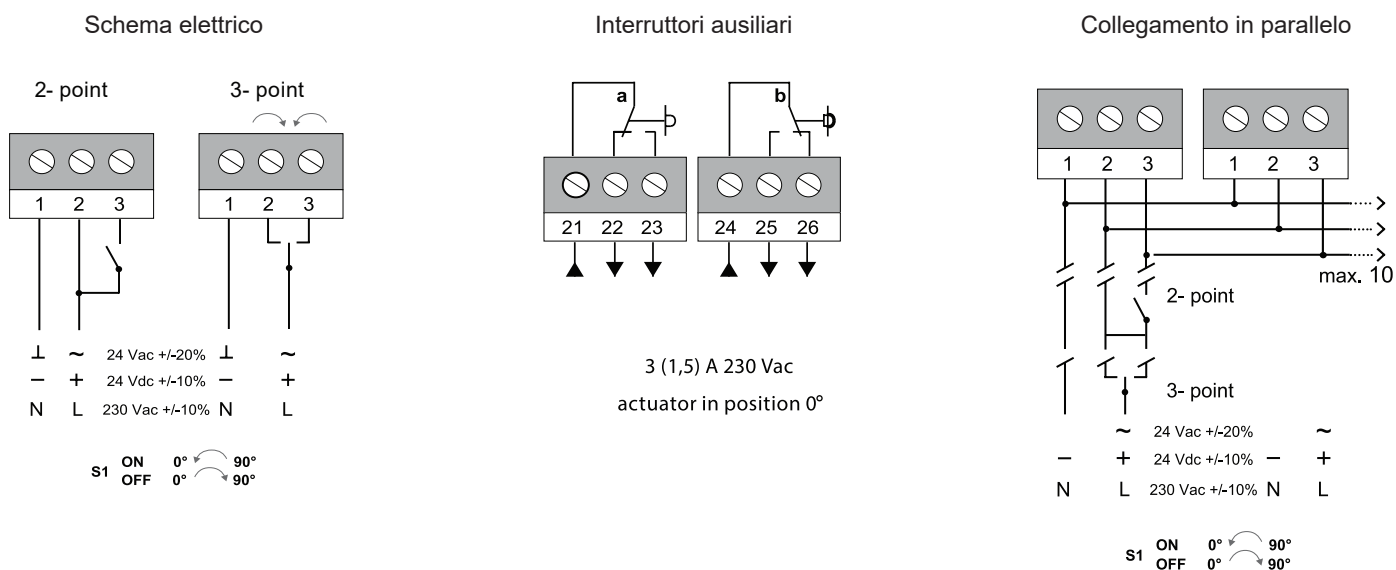 Schema elettrico
2- point
3- point
1 2 3
1 2 3
⊥ ~ 24 Vac +/-20% ⊥ ~
− + 24 Vdc +/-10% − +
N L 230 Vac +/-10% N L
S1 ON 0° 90°
OFF 0° 90°
Interruttori ausiliari
a
b
21 22 23
24 25 26
3 (1,5) A 230 Vac
actuator in position 0°
Collegamento in parallelo
1 2 3
1 2 3
max. 10
2- point
3- point
~ 24 Vac +/-20% ~
− + 24 Vdc +/-10% − +
N L 230 Vac +/-10% N L
S1 ON 0° 90°
OFF 0° 90°